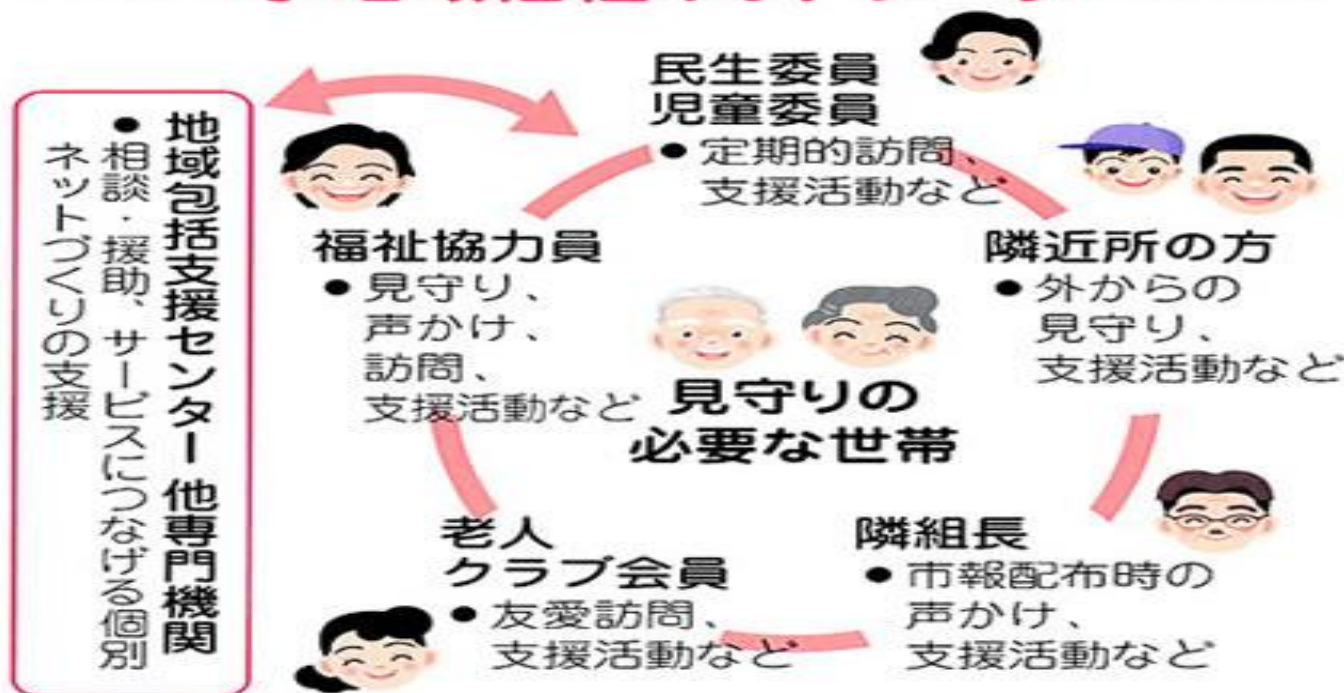 民生委員
児童委員
● 定期的訪問、
支援活動など
福祉協力員
● 見守り、
声かけ、
訪問、
支援活動など
隣近所の方
● 外からの
見守り、
支援活動など
見守りの
必要な世帯
老人
クラブ会員
● 友愛訪問、
支援活動など
隣組長
● 市報配布時の
声かけ、
支援活動など
地域包括支援センター他専門機関
● 相談・援助、サービスにつなげる個別
ネットづくりの支援